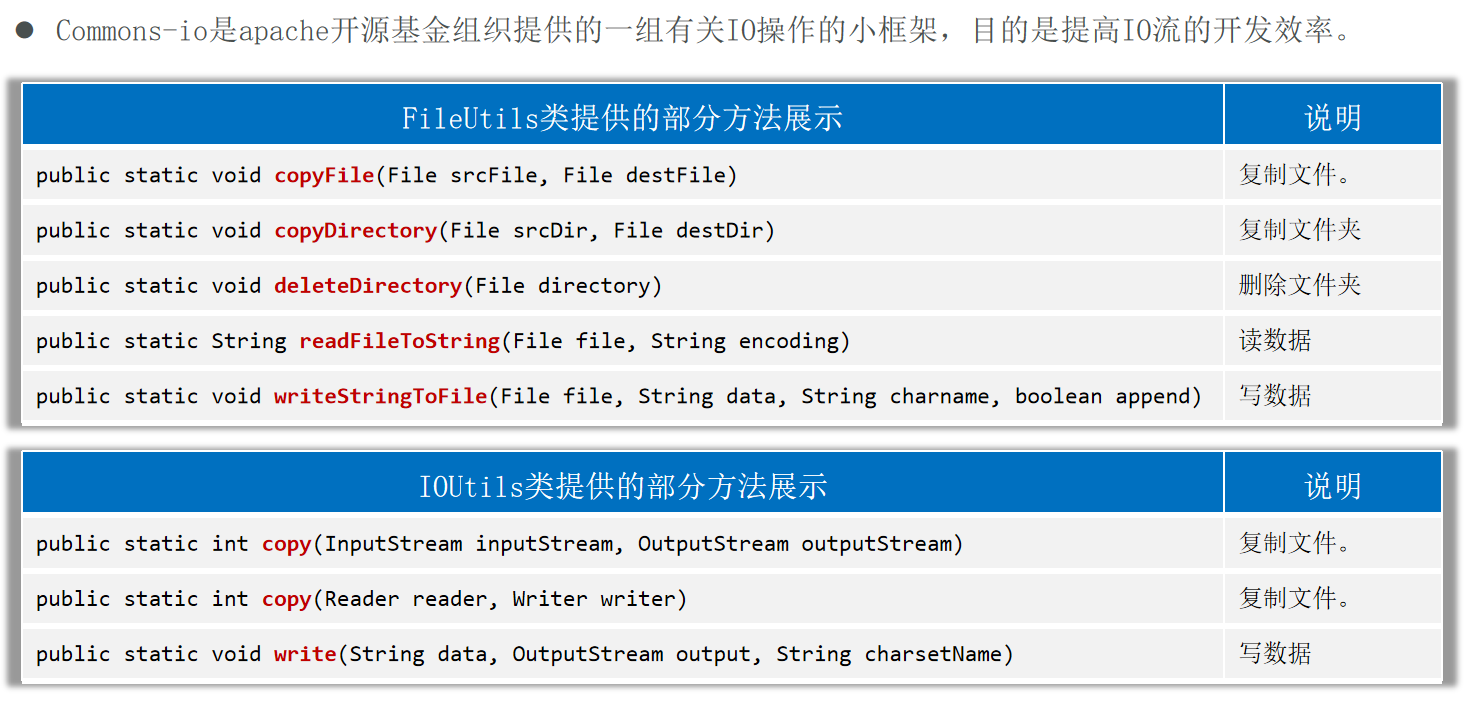 ● Commons-io是apache开源基金组织提供的一组有关IO操作的小框架，目的是提高IO流的开发效率。
FileUtils类提供的部分方法展示 说明
public static void copyFile(File srcFile, File destFile) 复制文件。
public static void copyDirectory(File srcDir, File destDir) 复制文件夹
public static void deleteDirectory(File directory) 删除文件夹
public static String readFileToString(File file, String encoding) 读数据
public static void writeStringToFile(File file, String data, String charname, boolean append) 写数据
IOUtils类提供的部分方法展示 说明
public static int copy(InputStream inputStream, OutputStream outputStream) 复制文件。
public static int copy(Reader reader, Writer writer) 复制文件。
public static void write(String data, OutputStream output, String charsetName) 写数据